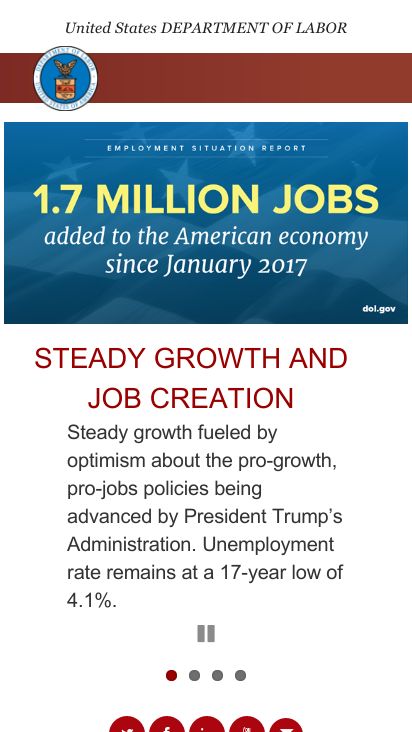 United States DEPARTMENT OF LABOR
EMPLOYMENT SITUATION REPORT
1.7 MILLION JOBS
added to the American economy
since January 2017
dol.gov
STEADY GROWTH AND
JOB CREATION
Steady growth fueled by
optimism about the pro-growth,
pro-jobs policies being
advanced by President Trump’s
Administration. Unemployment
rate remains at a 17-year low of
4.1%.